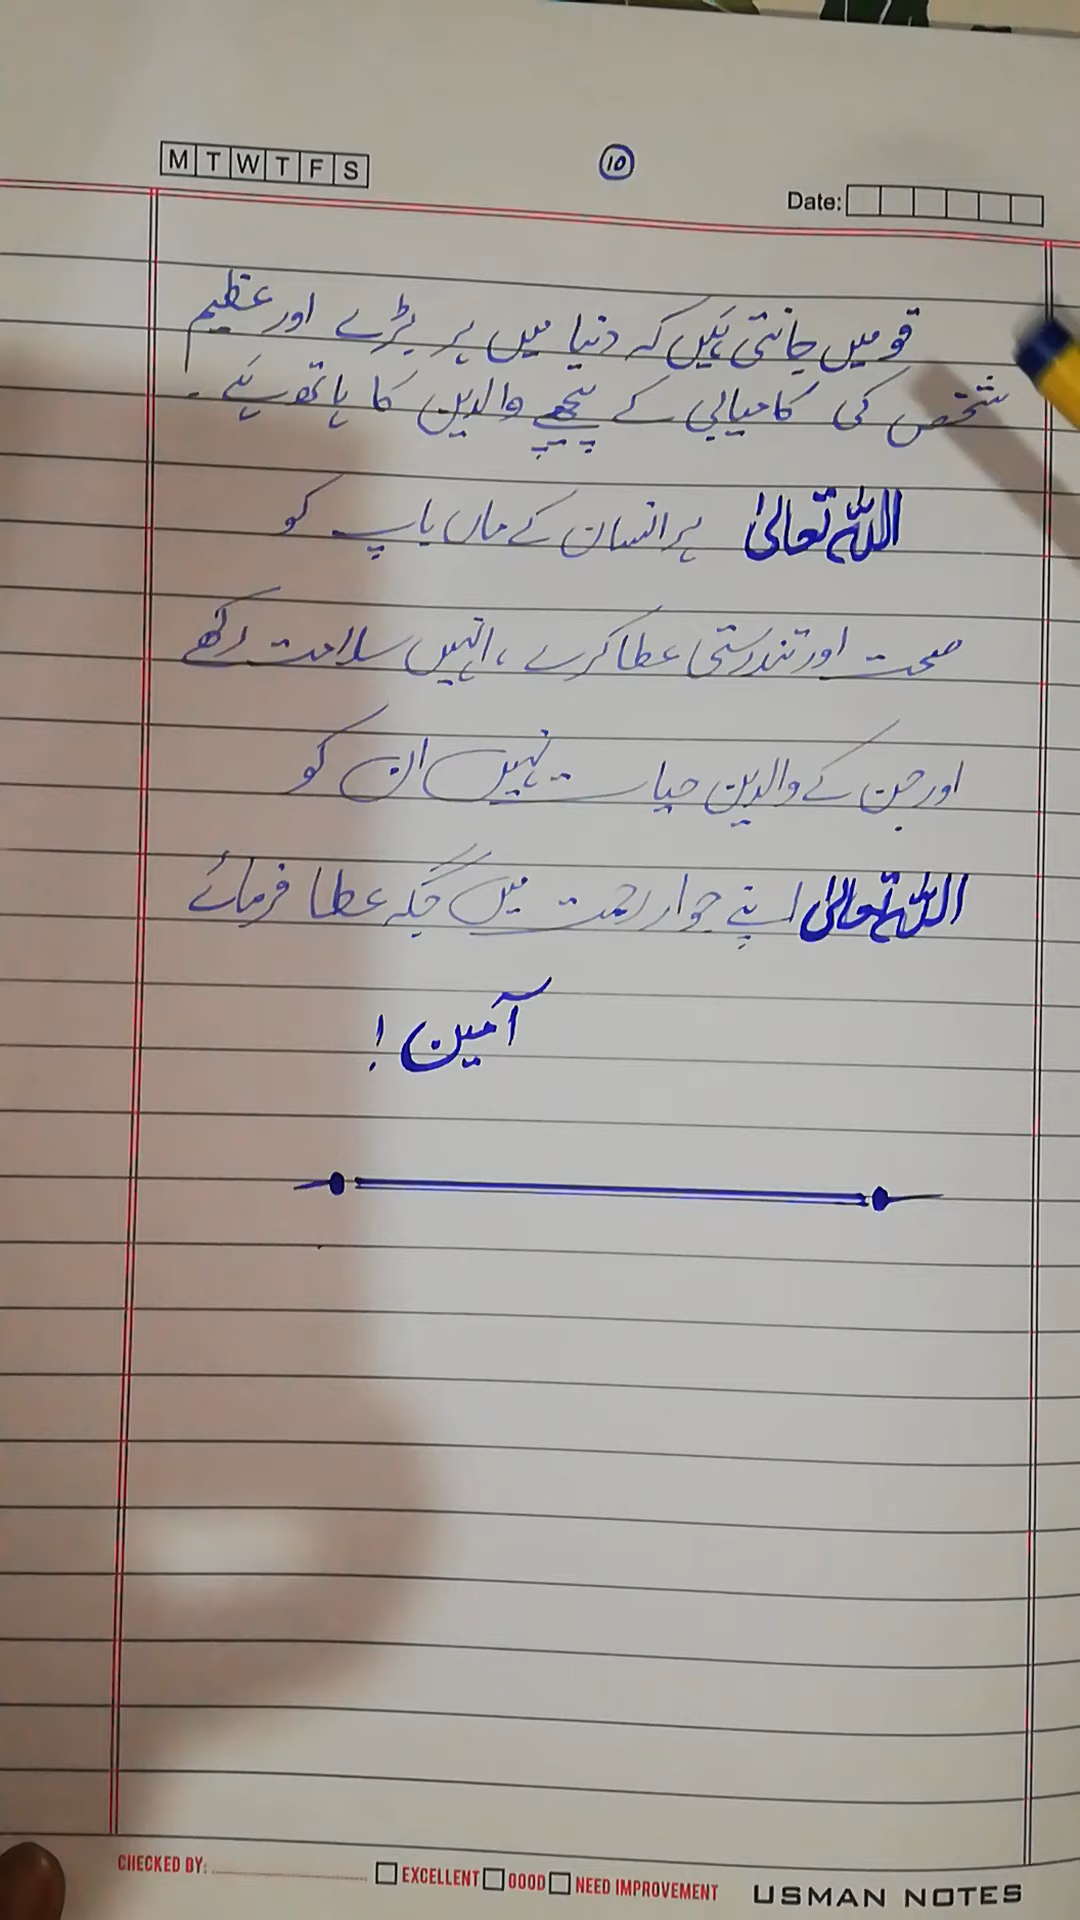 M T W T F S
10
Date:
قومیں جانتی ہیں کہ دنیا میں ہر بڑے اور عظیم
شخص کی کامیابی کے پیچھے والدین کا ہاتھ ہے۔
اللہ تعالیٰ ہر انسان کے ماں باپ کو
صحت اور تندرستی عطا کرے، انہیں سلامت رکھے
اور جن کے والدین حیات نہیں ان کو
اللہ تعالیٰ اپنے جوار رحمت میں جگہ عطا فرمائے
آمین!
CHECKED BY: EXCELLENT GOOD NEED IMPROVEMENT USMAN NOTES